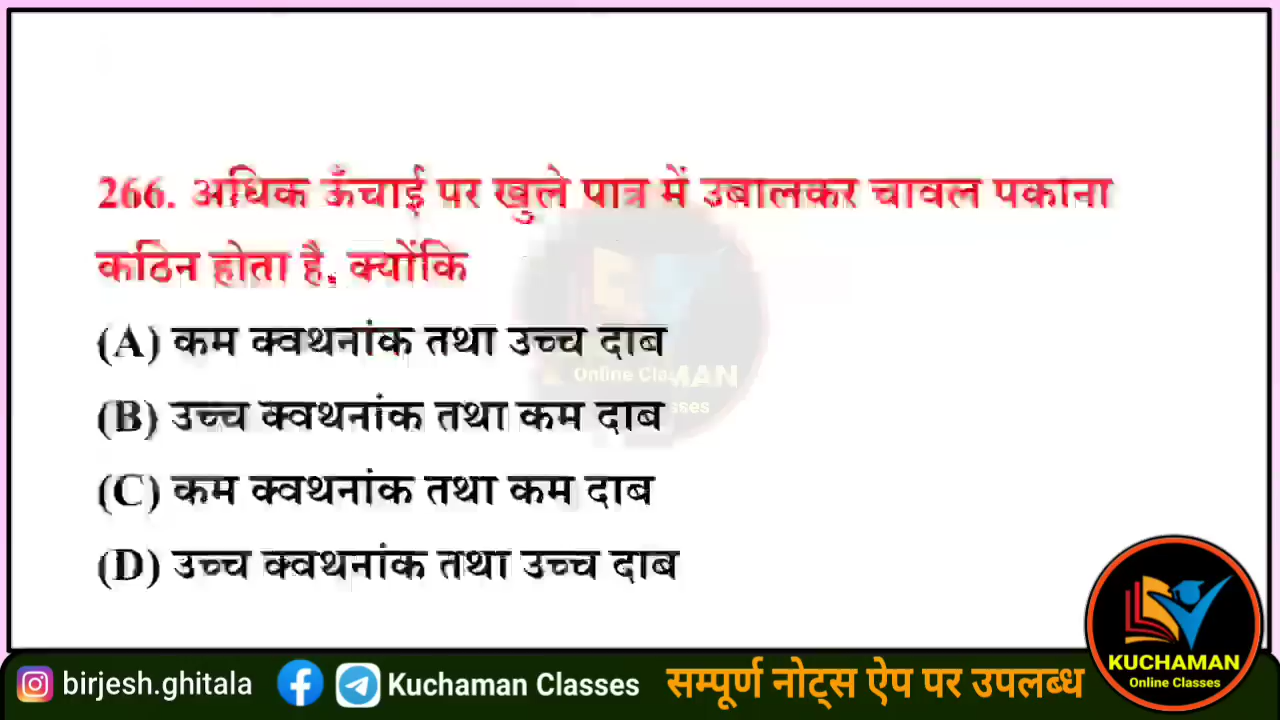 266. अधिक ऊँचाई पर खुले पात्र में उबालकर चावल पकाना
कठिन होता है, क्योंकि
(A) कम क्वथनांक तथा उच्च दाब
(B) उच्च क्वथनांक तथा कम दाब
(C) कम क्वथनांक तथा कम दाब
(D) उच्च क्वथनांक तथा उच्च दाब
KUCHAMAN
Online Classes
birjesh.ghitala
Kuchaman Classes
सम्पूर्ण नोट्स ऐप पर उपलब्ध